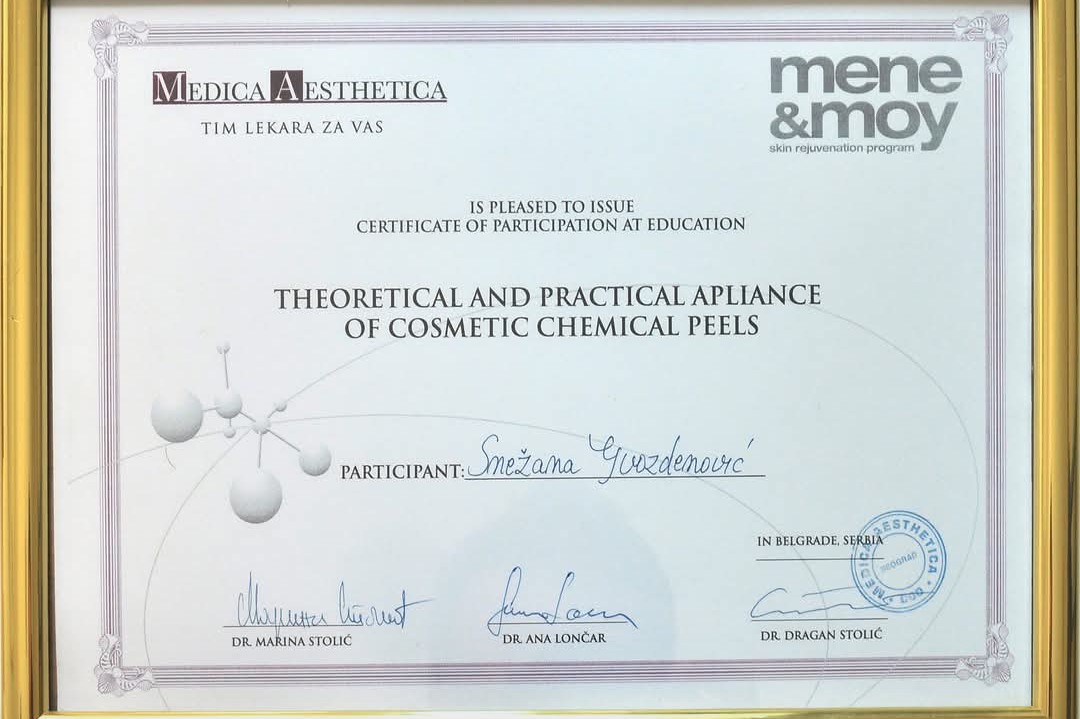 MEDICA AESTHETICA
TIM LEKARA ZA VAS
mene
&moy
skin rejuvenation program
IS PLEASED TO ISSUE
CERTIFICATE OF PARTICIPATION AT EDUCATION
THEORETICAL AND PRACTICAL APLIANCE
OF COSMETIC CHEMICAL PEELS
PARTICIPANT: Snežana Gvozdenović
IN BELGRADE, SERBIA
MEDICA AESTHETICA • DOO •
BEOGRAD
DR. MARINA STOLIĆ
DR. ANA LONČAR
DR. DRAGAN STOLIĆ